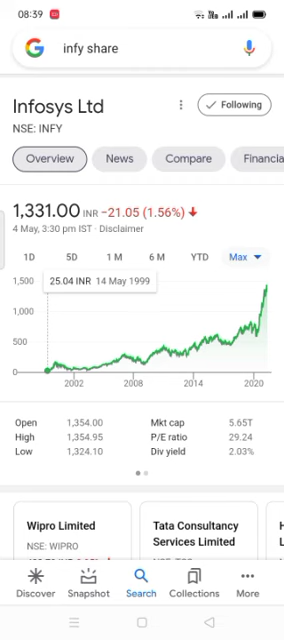 08:39
infy share
Infosys Ltd
Following
NSE: INFY
Overview
News
Compare
Financia
1,331.00 INR −21.05 (1.56%)
4 May, 3:30 pm IST · Disclaimer
1D 5D 1 M 6 M YTD Max
25.04 INR 14 May 1999
1,500
1,000
500
0
2002 2008 2014 2020
Open 1,354.00 Mkt cap 5.65T
High 1,354.95 P/E ratio 29.24
Low 1,324.10 Div yield 2.03%
Wipro Limited
NSE: WIPRO
Tata Consultancy
Services Limited
Discover Snapshot Search Collections More